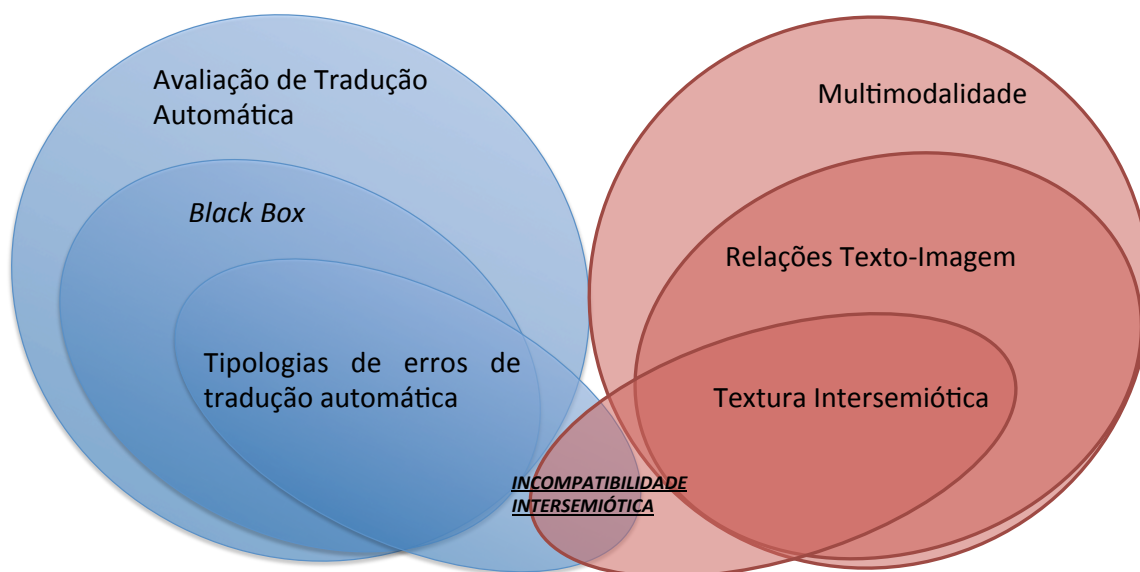 Avaliação de Tradução
Automática
Black Box
Tipologias de erros de
tradução automática
Multimodalidade
Relações Texto-Imagem
Textura Intersemiótica
INCOMPATIBILIDADE
INTERSEMIÓTICA